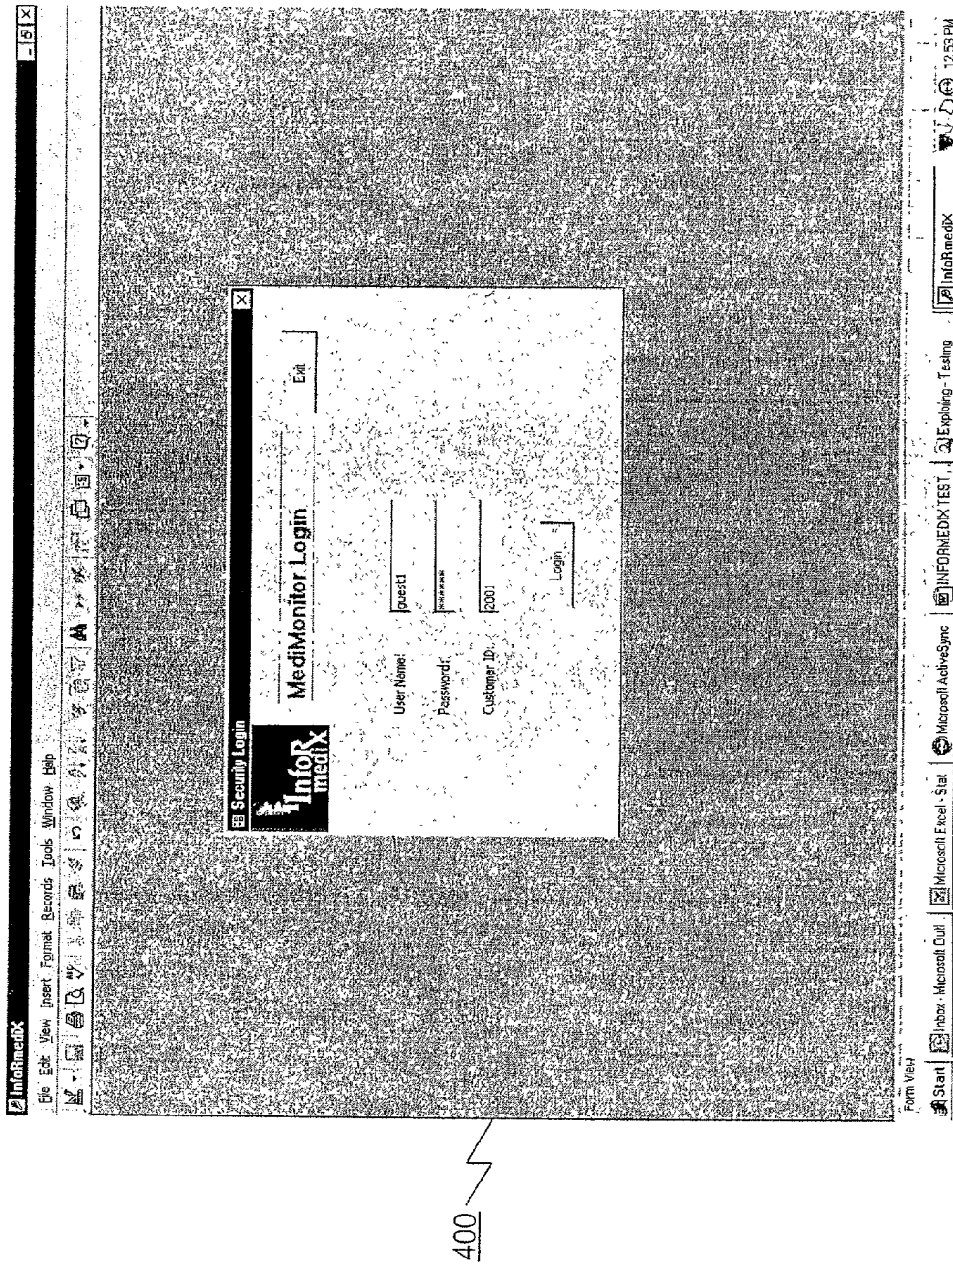 InfoRmediX
File Edit View Insert Format Records Tools Window Help
Security Login
InfoR
mediX
MediMonitor Login
Exit
User Name:
guest1
Password:
*******
Customer ID:
2001
Login
Form View
Start
Inbox - Microsoft Outl
Microsoft Excel - Stat
Microsoft ActiveSync
INFORMEDIX TEST
Exploring - Testing
InfoRmediX
12:53 PM
400